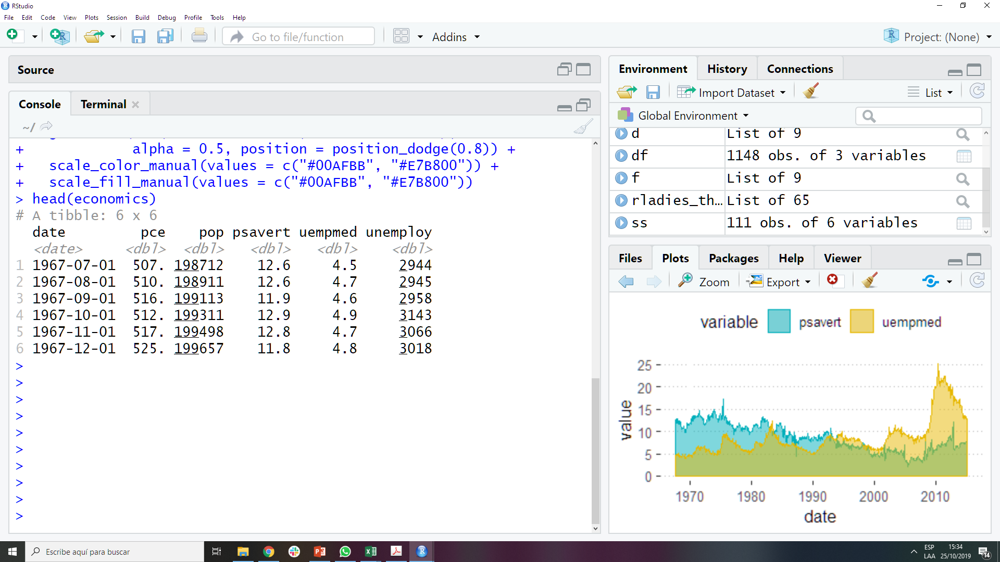 RStudio
File Edit Code View Plots Session Build Debug Profile Tools Help
Go to file/function Addins Project: (None)
Source
Console Terminal
~/
+              alpha = 0.5, position = position_dodge(0.8)) +
+    scale_color_manual(values = c("#00AFBB", "#E7B800")) +
+    scale_fill_manual(values = c("#00AFBB", "#E7B800"))
> head(economics)
# A tibble: 6 x 6
date pce pop psavert uempmed unemploy
<date> <dbl> <dbl> <dbl> <dbl> <dbl>
1 1967-07-01 507. 198712 12.6 4.5 2944
2 1967-08-01 510. 198911 12.6 4.7 2945
3 1967-09-01 516. 199113 11.9 4.6 2958
4 1967-10-01 512. 199311 12.9 4.9 3143
5 1967-11-01 517. 199498 12.8 4.7 3066
6 1967-12-01 525. 199657 11.8 4.8 3018
>
>
>
>
>
>
>
>
>
>
Environment History Connections
Import Dataset List
Global Environment
d List of 9
df 1148 obs. of 3 variables
f List of 9
rladies_th... List of 65
ss 111 obs. of 6 variables
Files Plots Packages Help Viewer
Zoom Export
variable psavert uempmed
25
20
15
10
5
0
value
1970 1980 1990 2000 2010
date
Escribe aquí para buscar
ESP
LAA
15:34
25/10/2019
14